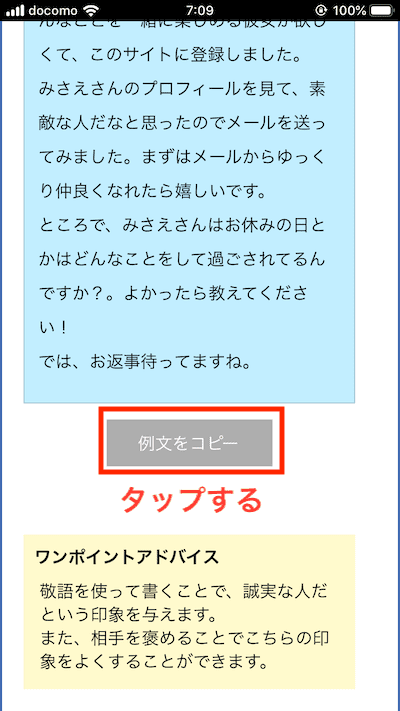 docomo 7:09 100%
んなことを一緒に楽しめる彼女が欲し
くて、このサイトに登録しました。
みさえさんのプロフィールを見て、素
敵な人だなと思ったのでメールを送っ
てみました。まずはメールからゆっく
り仲良くなれたら嬉しいです。
ところで、みさえさんはお休みの日と
かはどんなことをして過ごされてるん
ですか？。よかったら教えてくださ
い！
では、お返事待ってますね。
例文をコピー
タップする
ワンポイントアドバイス
敬語を使って書くことで、誠実な人だ
という印象を与えます。
また、相手を褒めることでこちらの印
象をよくすることができます。